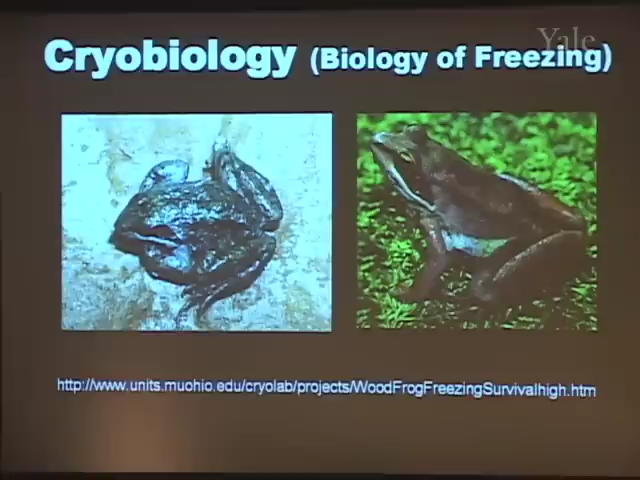 Yale
Cryobiology (Biology of Freezing)
http://www.units.muohio.edu/cryolab/projects/WoodFrogFreezingSurvivalhigh.htm